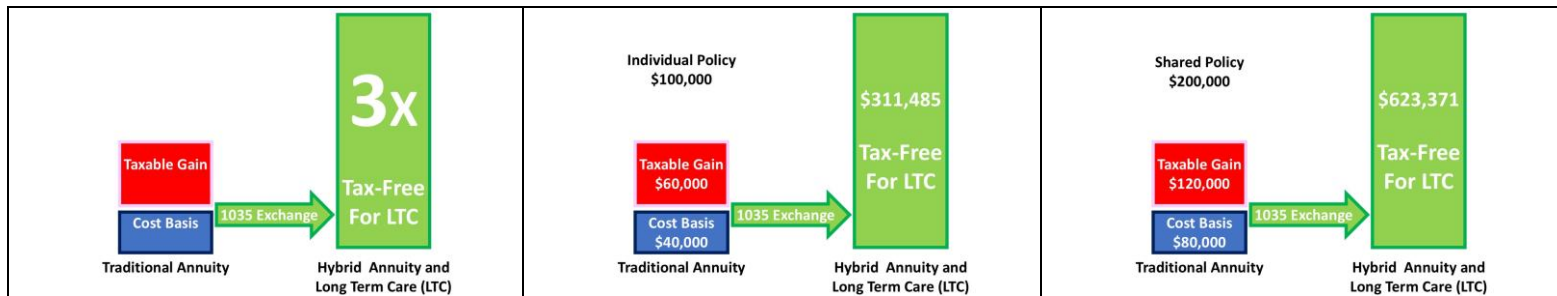 3X
Tax-Free
For LTC
Taxable Gain
Cost Basis
1035 Exchange
Traditional Annuity
Hybrid Annuity and
Long Term Care (LTC)
Individual Policy
$100,000
$311,485
Tax-Free
For LTC
Taxable Gain
$60,000
Cost Basis
$40,000
1035 Exchange
Traditional Annuity
Hybrid Annuity and
Long Term Care (LTC)
Shared Policy
$200,000
$623,371
Tax-Free
For LTC
Taxable Gain
$120,000
Cost Basis
$80,000
1035 Exchange
Traditional Annuity
Hybrid Annuity and
Long Term Care (LTC)